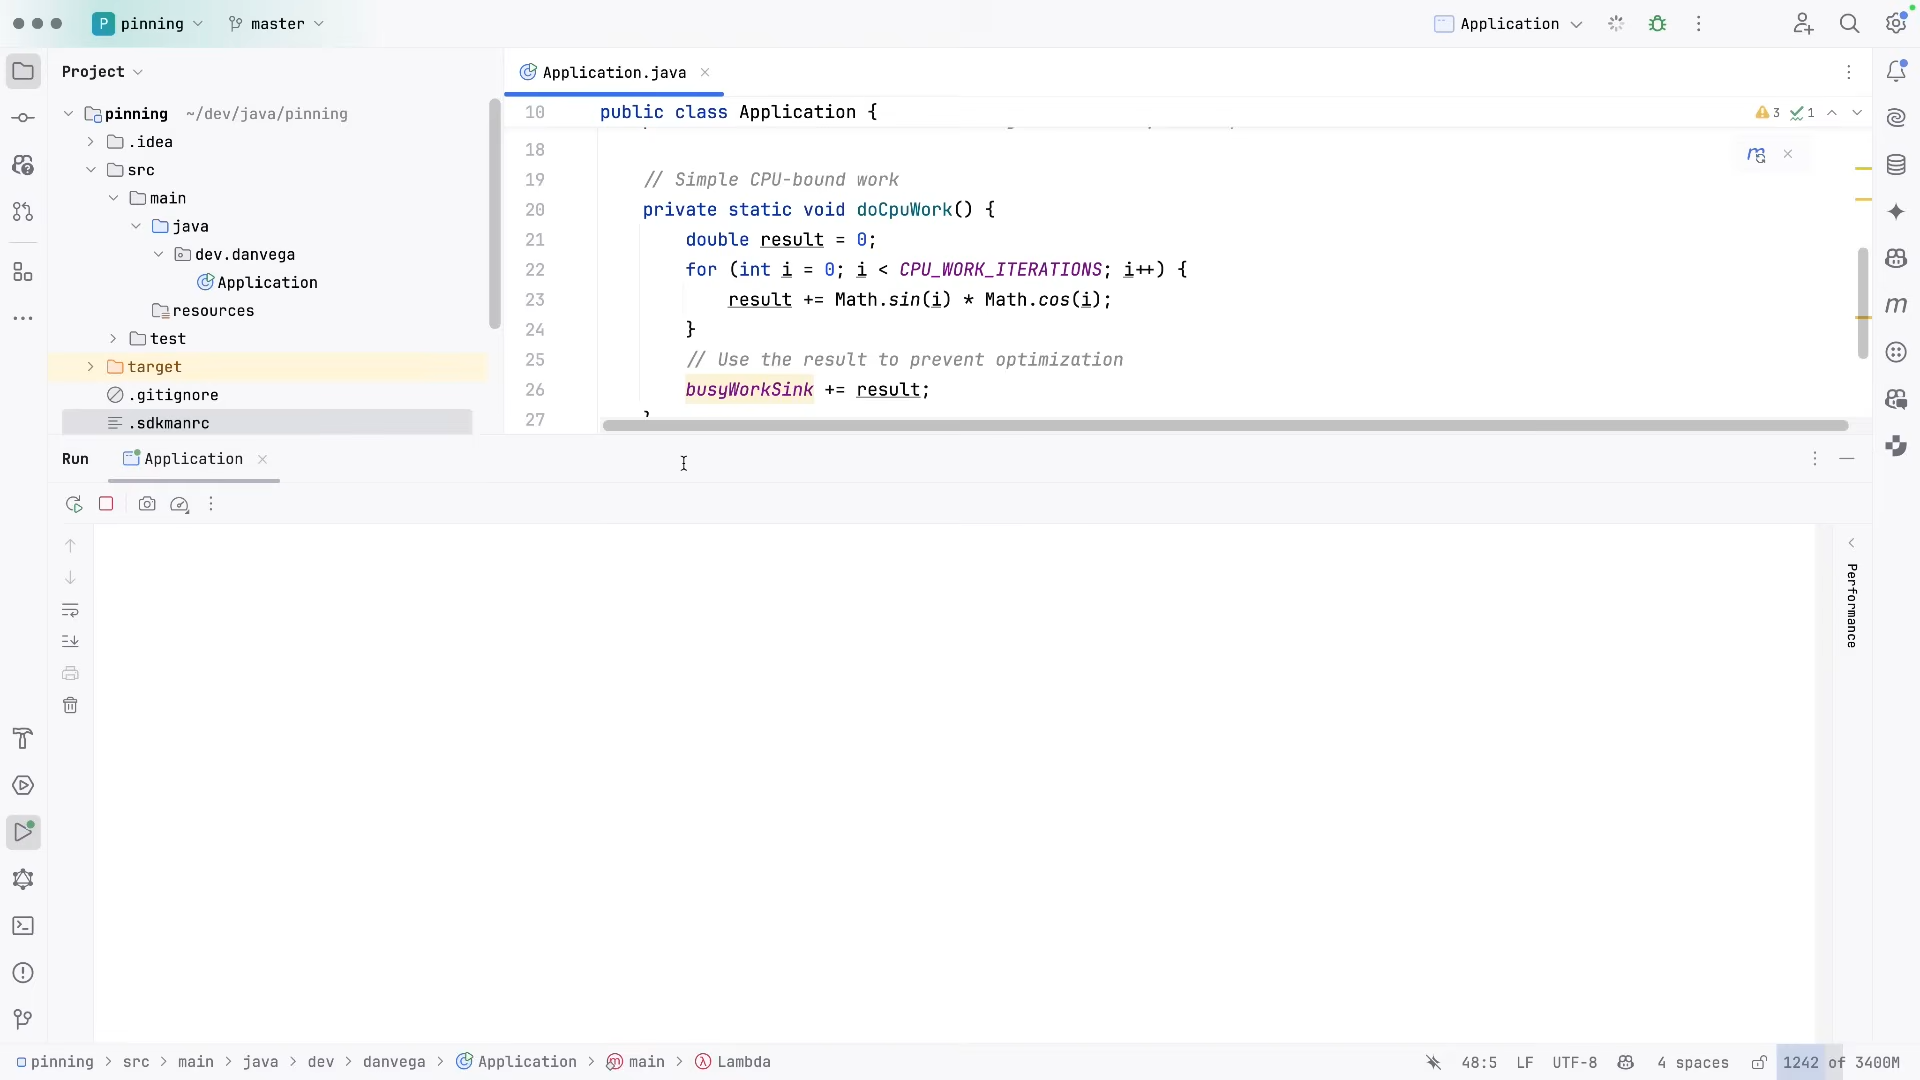 P pinning master
Application
Project
Application.java
pinning ~/dev/java/pinning
.idea
src
main
java
dev.danvega
Application
resources
test
target
.gitignore
.sdkmanrc
10 public class Application {
3 1
18
19 // Simple CPU-bound work
20 private static void doCpuWork() {
21 double result = 0;
22 for (int i = 0; i < CPU_WORK_ITERATIONS; i++) {
23 result += Math.sin(i) * Math.cos(i);
24 }
25 // Use the result to prevent optimization
26 busyWorkSink += result;
27 }
Run Application
Performance
pinning > src > main > java > dev > danvega > Application > main > Lambda
48:5 LF UTF-8 4 spaces 1242 of 3400M